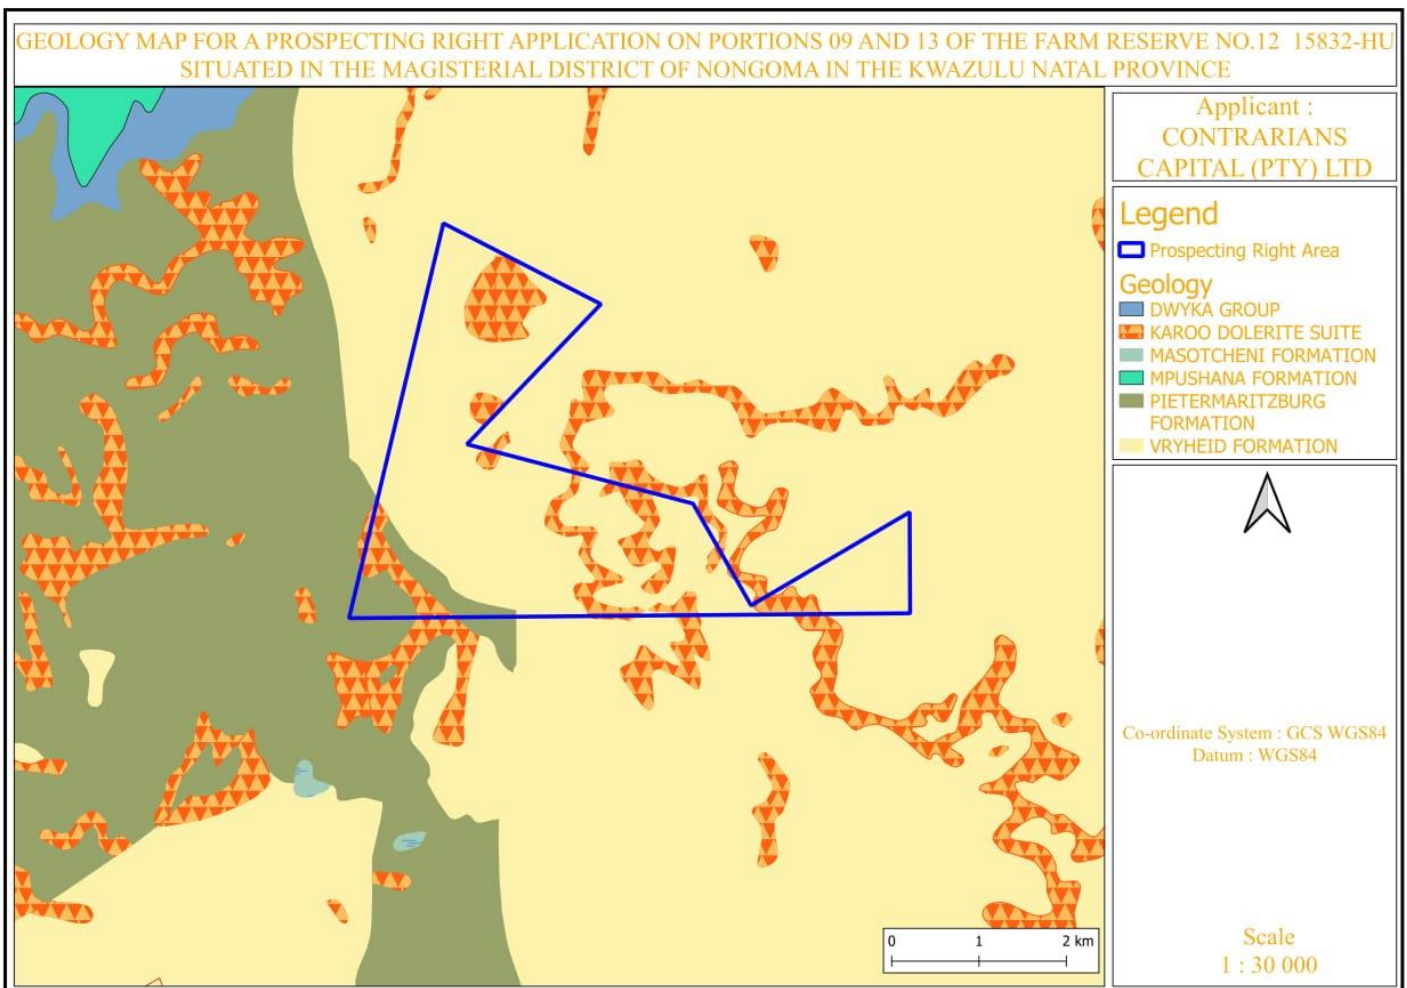 GEOLOGY MAP FOR A PROSPECTING RIGHT APPLICATION ON PORTIONS 09 AND 13 OF THE FARM RESERVE NO.12 15832-HU
SITUATED IN THE MAGISTERIAL DISTRICT OF NONGOMA IN THE KWAZULU NATAL PROVINCE
Applicant :
CONTRARIANS
CAPITAL (PTY) LTD
Legend
Prospecting Right Area
Geology
DWYKA GROUP
KAROO DOLERITE SUITE
MASOTCHENI FORMATION
MPUSHANA FORMATION
PIETERMARITZBURG
FORMATION
VRYHEID FORMATION
Co-ordinate System : GCS WGS84
Datum : WGS84
Scale
1 : 30 000
0 1 2 km